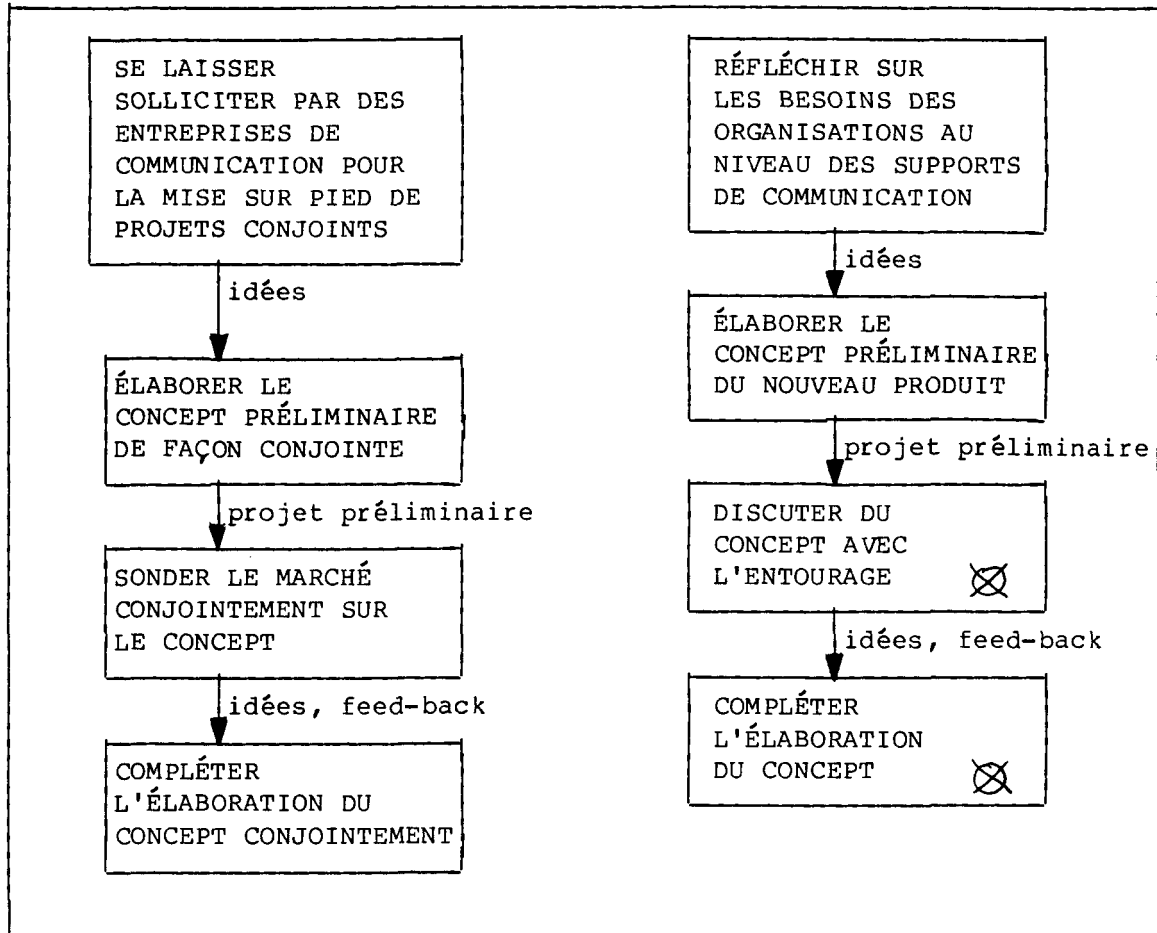 SE LAISSER
SOLLICITER PAR DES
ENTREPRISES DE
COMMUNICATION POUR
LA MISE SUR PIED DE
PROJETS CONJOINTS
idées
ÉLABORER LE
CONCEPT PRÉLIMINAIRE
DE FAÇON CONJOINTE
projet préliminaire
SONDER LE MARCHÉ
CONJOINTEMENT SUR
LE CONCEPT
idées, feed-back
COMPLÉTER
L'ÉLABORATION DU
CONCEPT CONJOINTEMENT
RÉFLÉCHIR SUR
LES BESOINS DES
ORGANISATIONS AU
NIVEAU DES SUPPORTS
DE COMMUNICATION
idées
ÉLABORER LE
CONCEPT PRÉLIMINAIRE
DU NOUVEAU PRODUIT
projet préliminaire
DISCUTER DU
CONCEPT AVEC
L'ENTOURAGE
idées, feed-back
COMPLÉTER
L'ÉLABORATION
DU CONCEPT